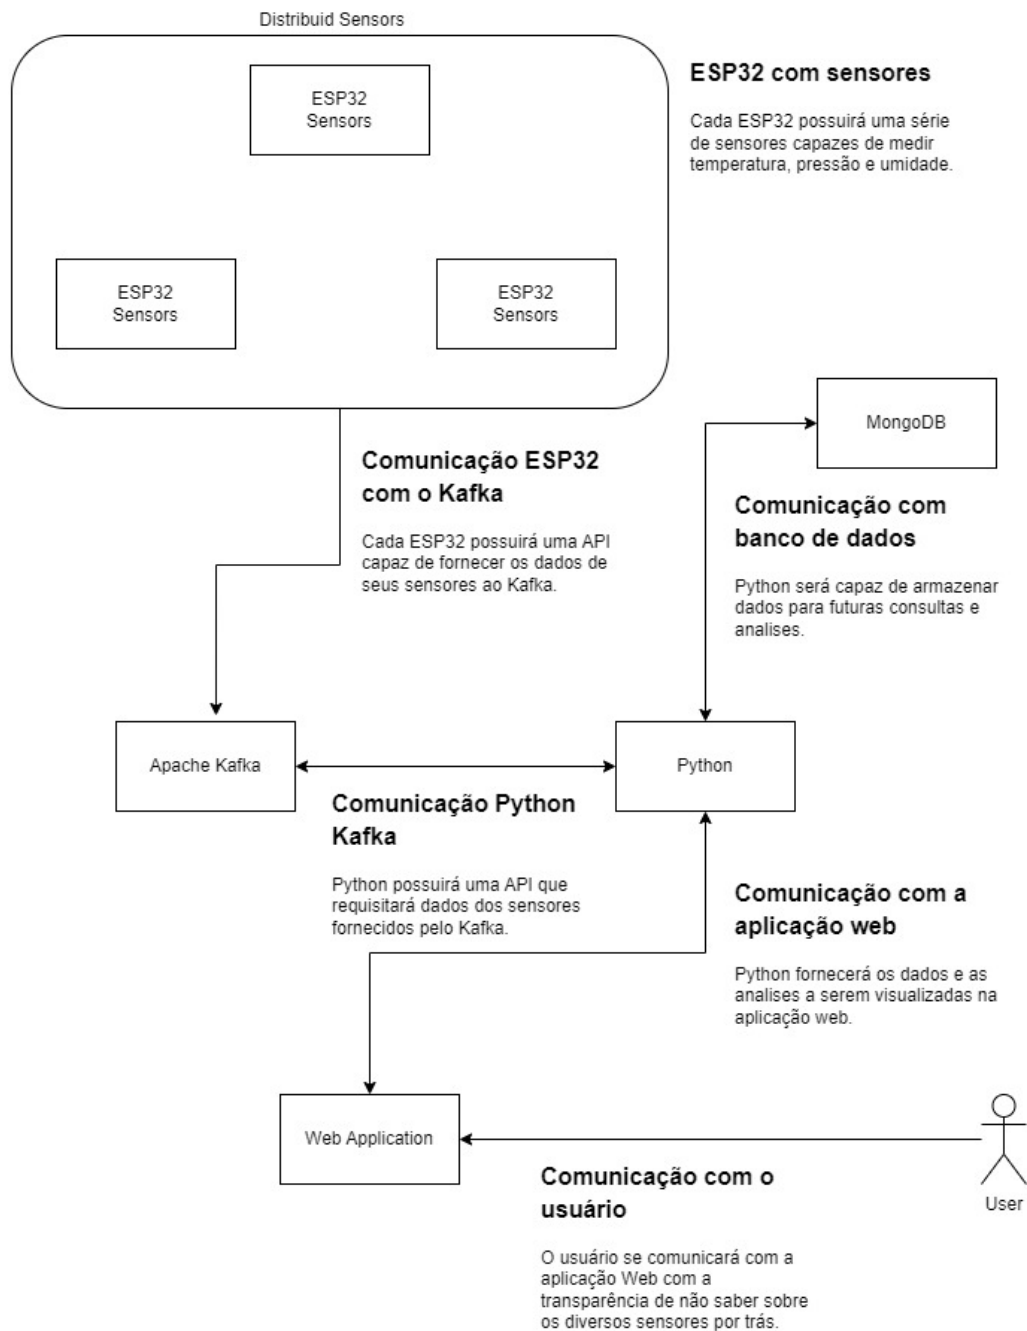 Distribuid Sensors
ESP32
Sensors
ESP32 com sensores
Cada ESP32 possuirá uma série
de sensores capazes de medir
temperatura, pressão e umidade.
ESP32
Sensors
ESP32
Sensors
MongoDB
Comunicação ESP32
com o Kafka
Cada ESP32 possuirá uma API
capaz de fornecer os dados de
seus sensores ao Kafka.
Comunicação com
banco de dados
Python será capaz de armazenar
dados para futuras consultas e
analises.
Apache Kafka
Python
Comunicação Python
Kafka
Python possuirá uma API que
requisitará dados dos sensores
fornecidos pelo Kafka.
Comunicação com a
aplicação web
Python fornecerá os dados e as
analises a serem visualizadas na
aplicação web.
Web Application
User
Comunicação com o
usuário
O usuário se comunicará com a
aplicação Web com a
transparência de não saber sobre
os diversos sensores por trás.